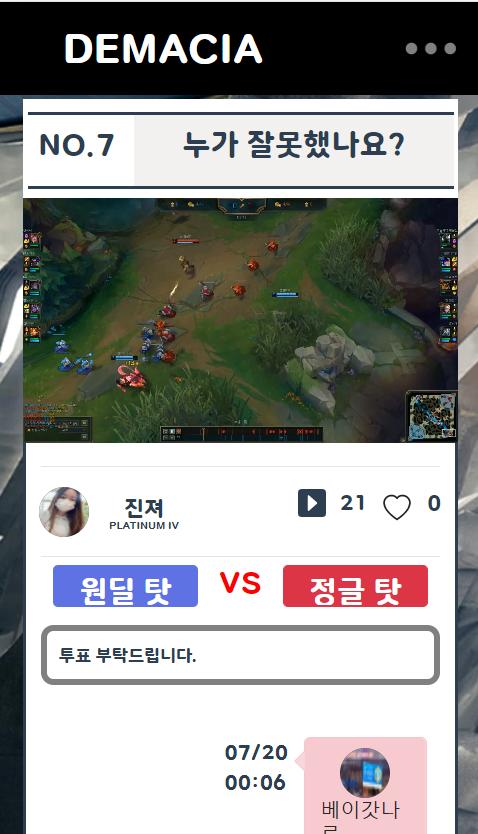 DEMACIA
NO.7
누가 잘못했나요?
진져
PLATINUM IV
21
0
원딜 탓
VS
정글 탓
투표 부탁드립니다.
07/20
00:06
베이갓나
르